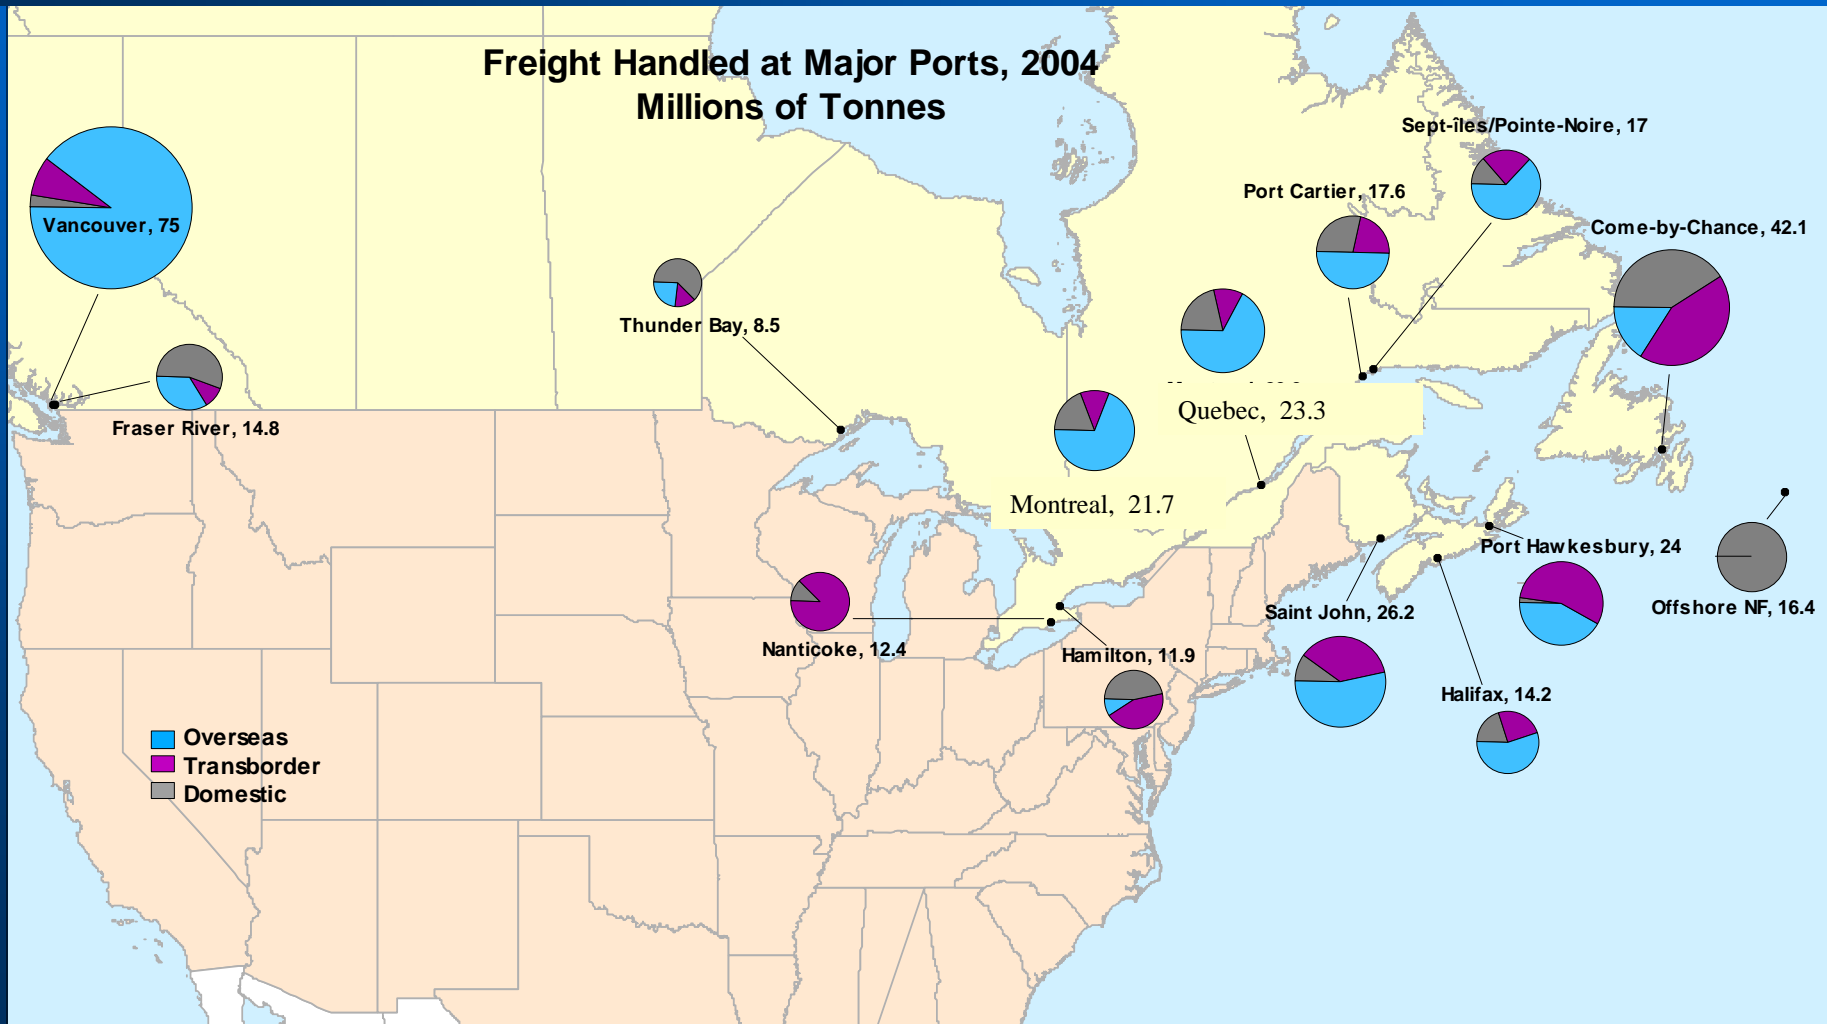 Freight Handled at Major Ports, 2004
Millions of Tonnes
Sept-îles/Pointe-Noire, 17
Port Cartier, 17.6
Come-by-Chance, 42.1
Vancouver, 75
Thunder Bay, 8.5
Fraser River, 14.8
Quebec, 23.3
Montreal, 21.7
Port Hawkesbury, 24
Offshore NF, 16.4
Saint John, 26.2
Nanticoke, 12.4
Hamilton, 11.9
Halifax, 14.2
Overseas
Transborder
Domestic